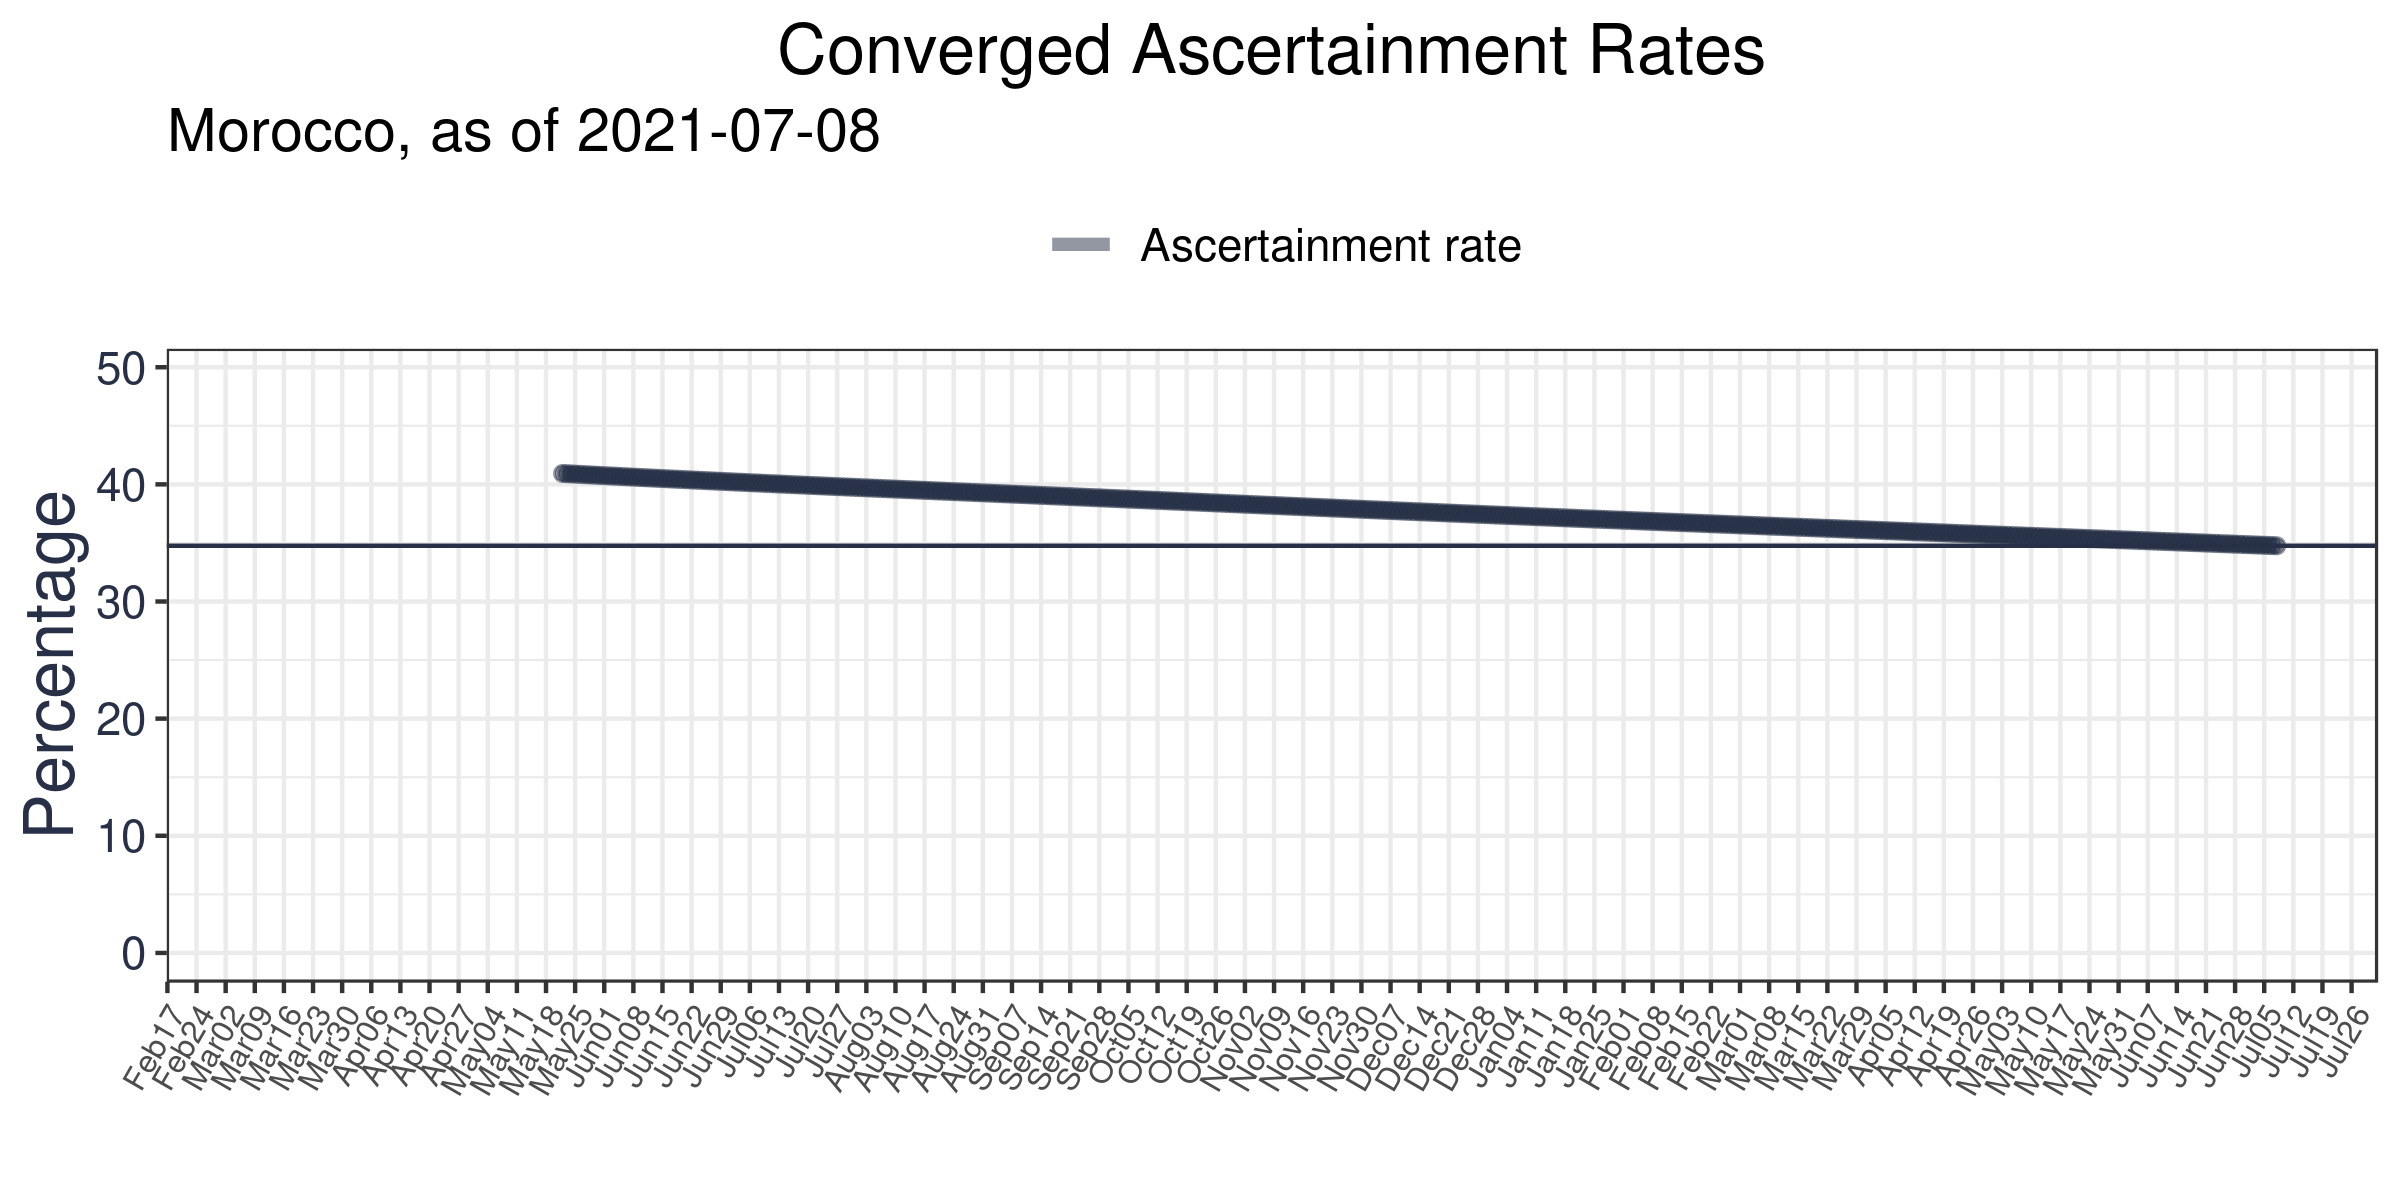 Converged Ascertainment Rates
Morocco, as of 2021-07-08
Ascertainment rate
Percentage
50
40
30
20
10
0
Feb17 Feb24 Mar02 Mar09 Mar16 Mar23 Mar30 Apr06 Apr13 Apr20 Apr27 May04 May11 May18 May25 Jun01 Jun08 Jun15 Jun22 Jun29 Jul06 Jul13 Jul20 Jul27 Aug03 Aug10 Aug17 Aug24 Aug31 Sep07 Sep14 Sep21 Sep28 Oct05 Oct12 Oct19 Oct26 Nov02 Nov09 Nov16 Nov23 Nov30 Dec07 Dec14 Dec21 Dec28 Jan04 Jan11 Jan18 Jan25 Feb01 Feb08 Feb15 Feb22 Mar01 Mar08 Mar15 Mar22 Mar29 Apr05 Apr12 Apr19 Apr26 May03 May10 May17 May24 May31 Jun07 Jun14 Jun21 Jun28 Jul05 Jul12 Jul19 Jul26